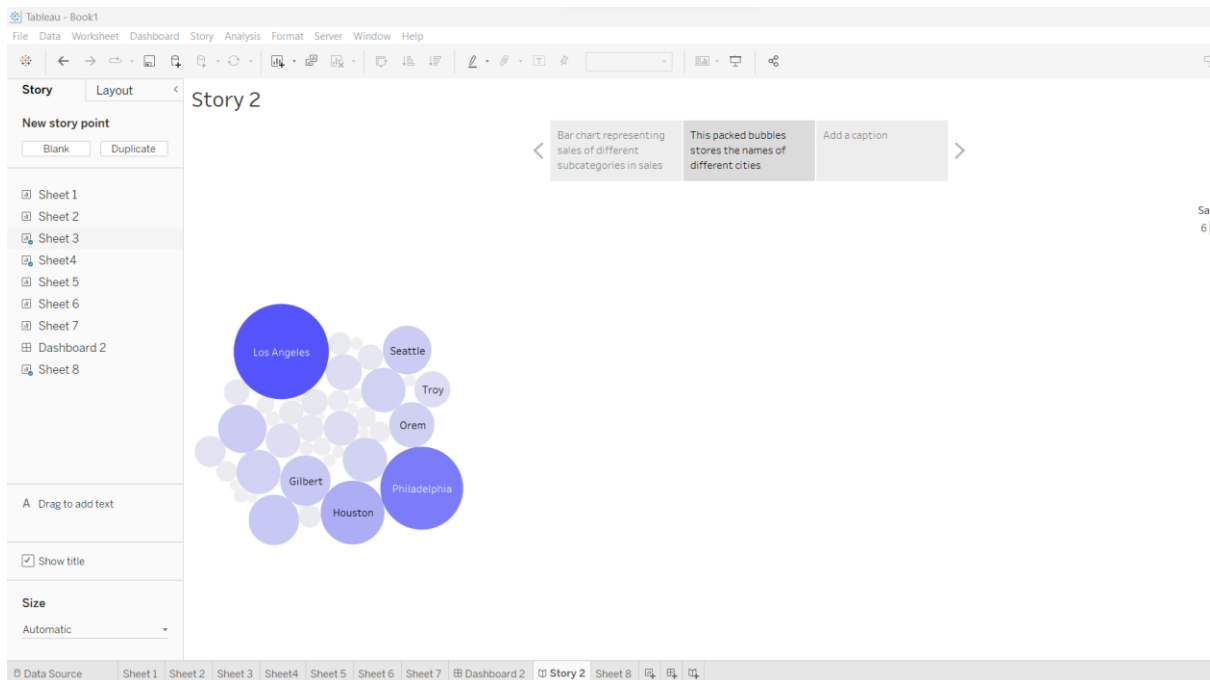 Tableau - Book1
File Data Worksheet Dashboard Story Analysis Format Server Window Help
Story Layout
Story 2
New story point
Blank Duplicate
Bar chart representing
sales of different
subcategories in sales
This packed bubbles
stores the names of
different cities
Add a caption
Sheet 1
Sheet 2
Sheet 3
Sheet4
Sheet 5
Sheet 6
Sheet 7
Dashboard 2
Sheet 8
Sa
6
Los Angeles
Seattle
Troy
Orem
Gilbert
Philadelphia
Houston
A Drag to add text
Show title
Size
Automatic
Data Source Sheet 1 Sheet 2 Sheet 3 Sheet4 Sheet 5 Sheet 6 Sheet 7 Dashboard 2 Story 2 Sheet 8